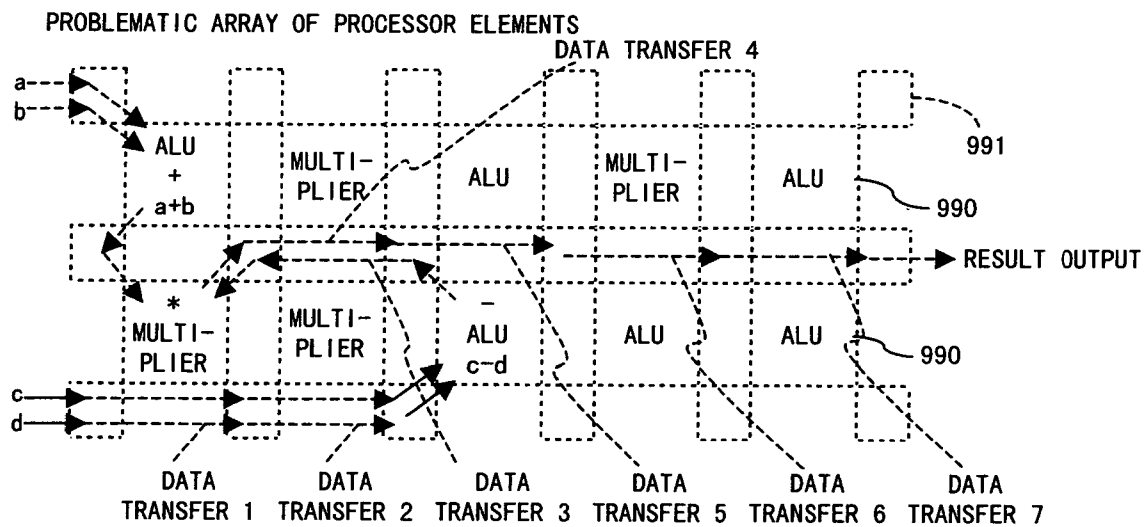 PROBLEMATIC ARRAY OF PROCESSOR ELEMENTS
DATA TRANSFER 4
a
b
991
ALU
+
a+b
MULTI-
PLIER
ALU
MULTI-
PLIER
ALU
990
RESULT OUTPUT
*
MULTI-
PLIER
MULTI-
PLIER
−
ALU
c-d
ALU
ALU
990
c
d
DATA
TRANSFER 1
DATA
TRANSFER 2
DATA
TRANSFER 3
DATA
TRANSFER 5
DATA
TRANSFER 6
DATA
TRANSFER 7